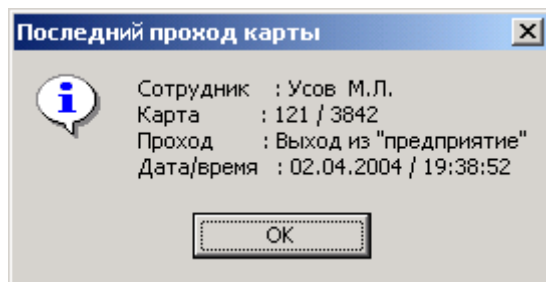 Последний проход карты
Сотрудник : Усов М.Л.
Карта : 121 / 3842
Проход : Выход из "предприятие"
Дата/время : 02.04.2004 / 19:38:52
OK